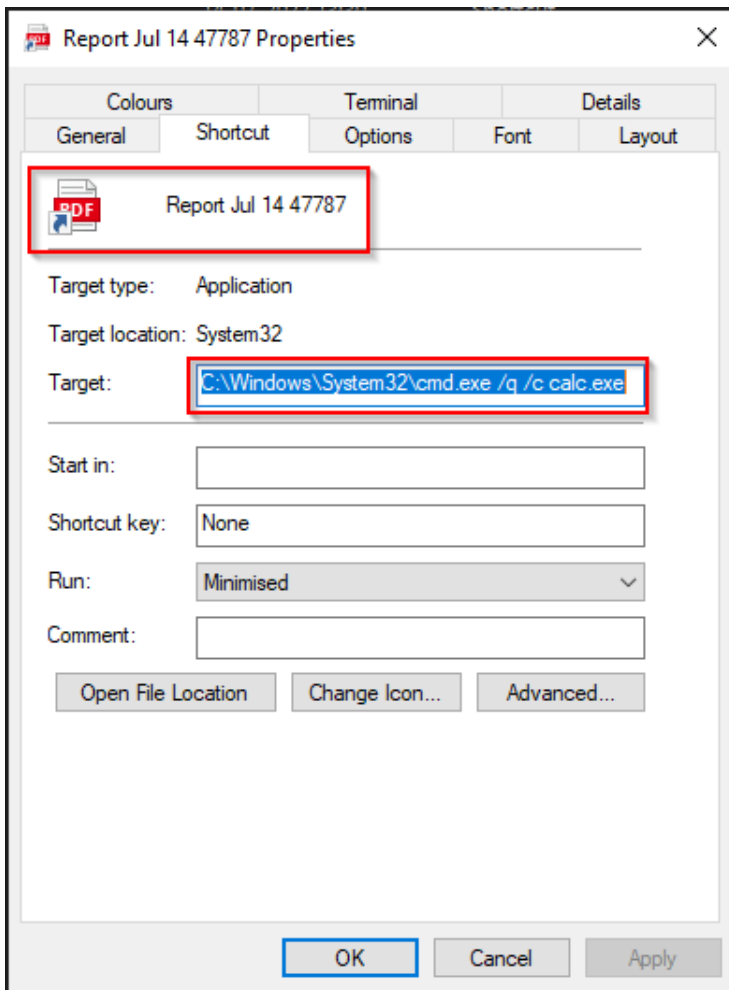 Report Jul 14 47787 Properties
Colours Terminal Details
General Shortcut Options Font Layout
PDF Report Jul 14 47787
Target type: Application
Target location: System32
Target: C:\Windows\System32\cmd.exe /q /c calc.exe
Start in:
Shortcut key: None
Run: Minimised
Comment:
Open File Location Change Icon... Advanced...
OK Cancel Apply